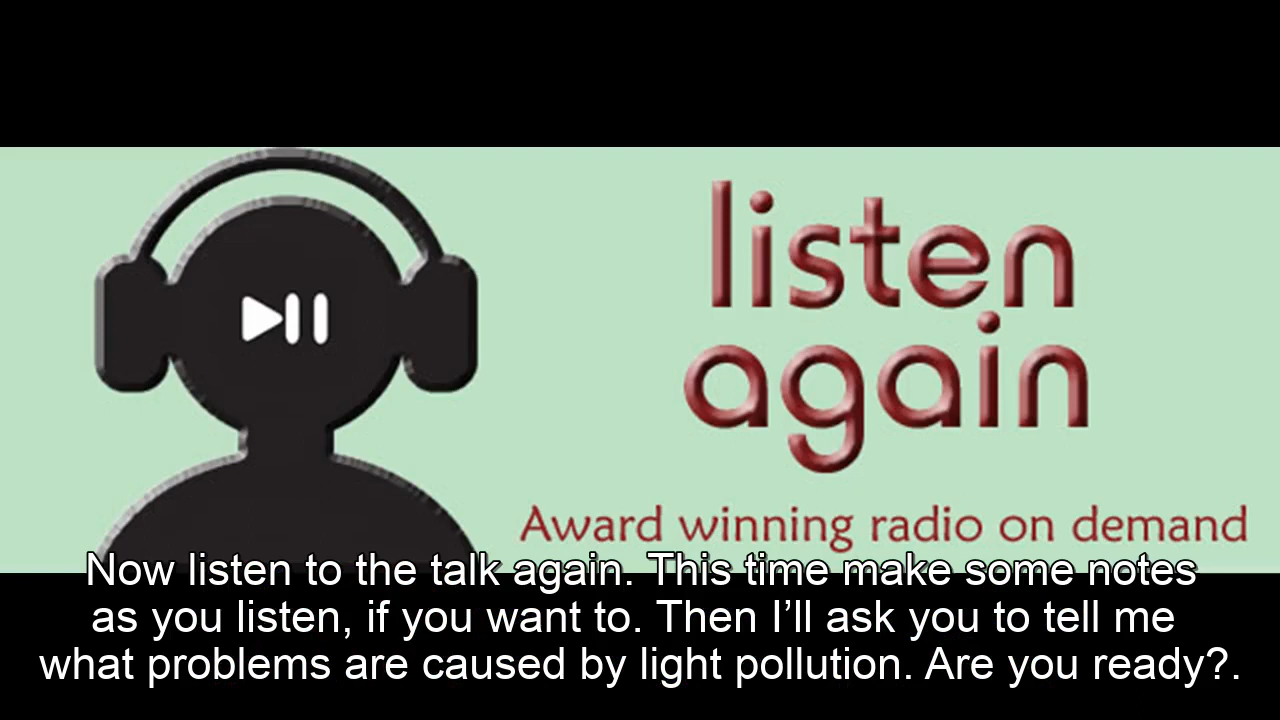 listen
again
Award winning radio on demand
Now listen to the talk again. This time make some notes
as you listen, if you want to. Then I’ll ask you to tell me
what problems are caused by light pollution. Are you ready?.